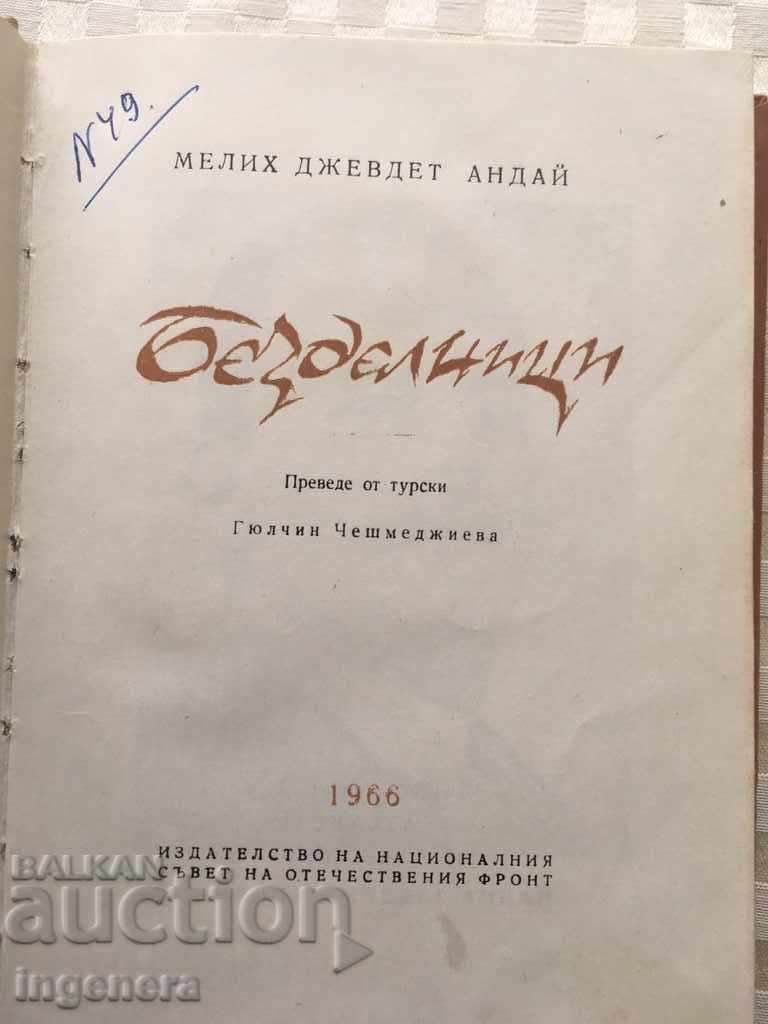 N49.
МЕЛИХ ДЖЕВДЕТ АНДАЙ
Безделници
Преведе от турски
Гюлчин Чешмеджиева
1966
ИЗДАТЕЛСТВО НА НАЦИОНАЛНИЯ
СЪВЕТ НА ОТЕЧЕСТВЕНИЯ ФРОНТ
BALKAN
auction
ingenera